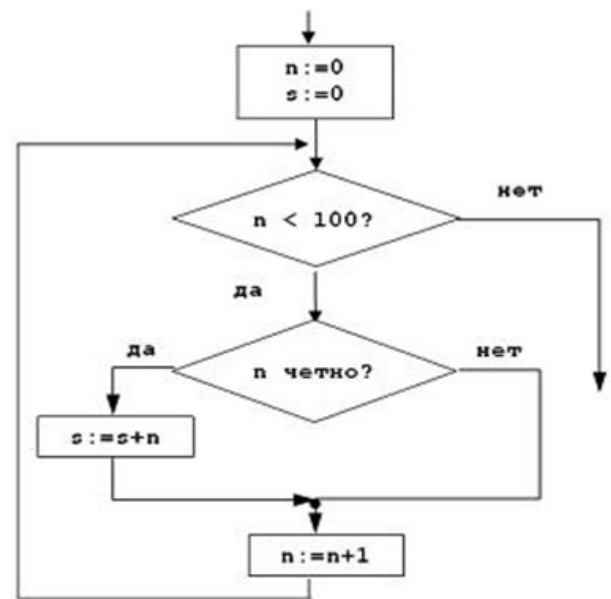 n:=0
s:=0
n < 100?
нет
да
n четно?
да
нет
s:=s+n
n:=n+1